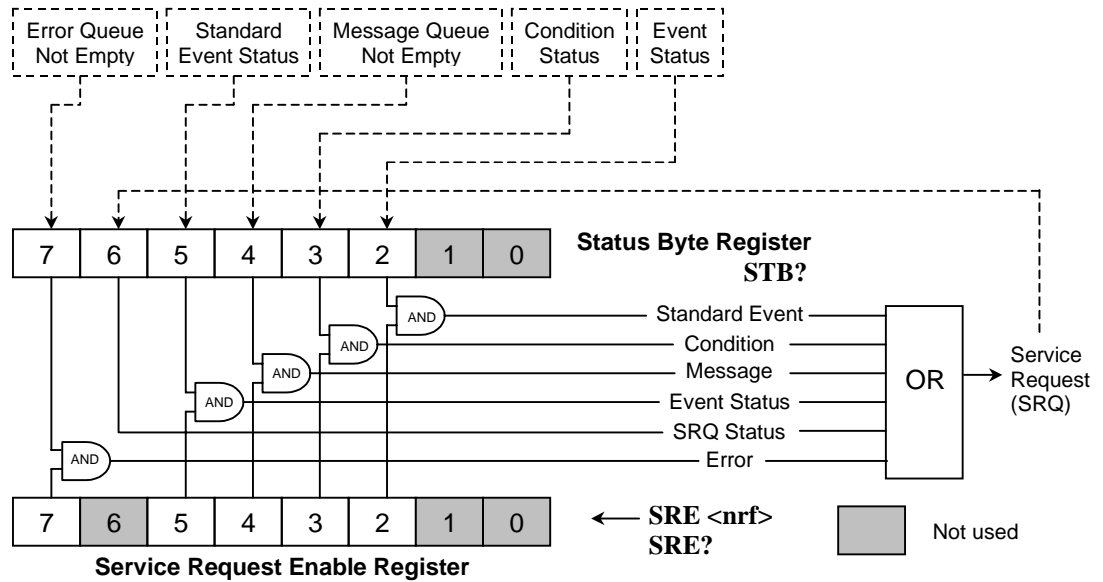 Error Queue
Not Empty
Standard
Event Status
Message Queue
Not Empty
Condition
Status
Event
Status
7 6 5 4 3 2 1 0
Status Byte Register
STB?
AND
Standard Event
AND
Condition
AND
Message
AND
Event Status
SRQ Status
AND
Error
OR
Service
Request
(SRQ)
7 6 5 4 3 2 1 0
SRE <nrf>
SRE?
Not used
Service Request Enable Register